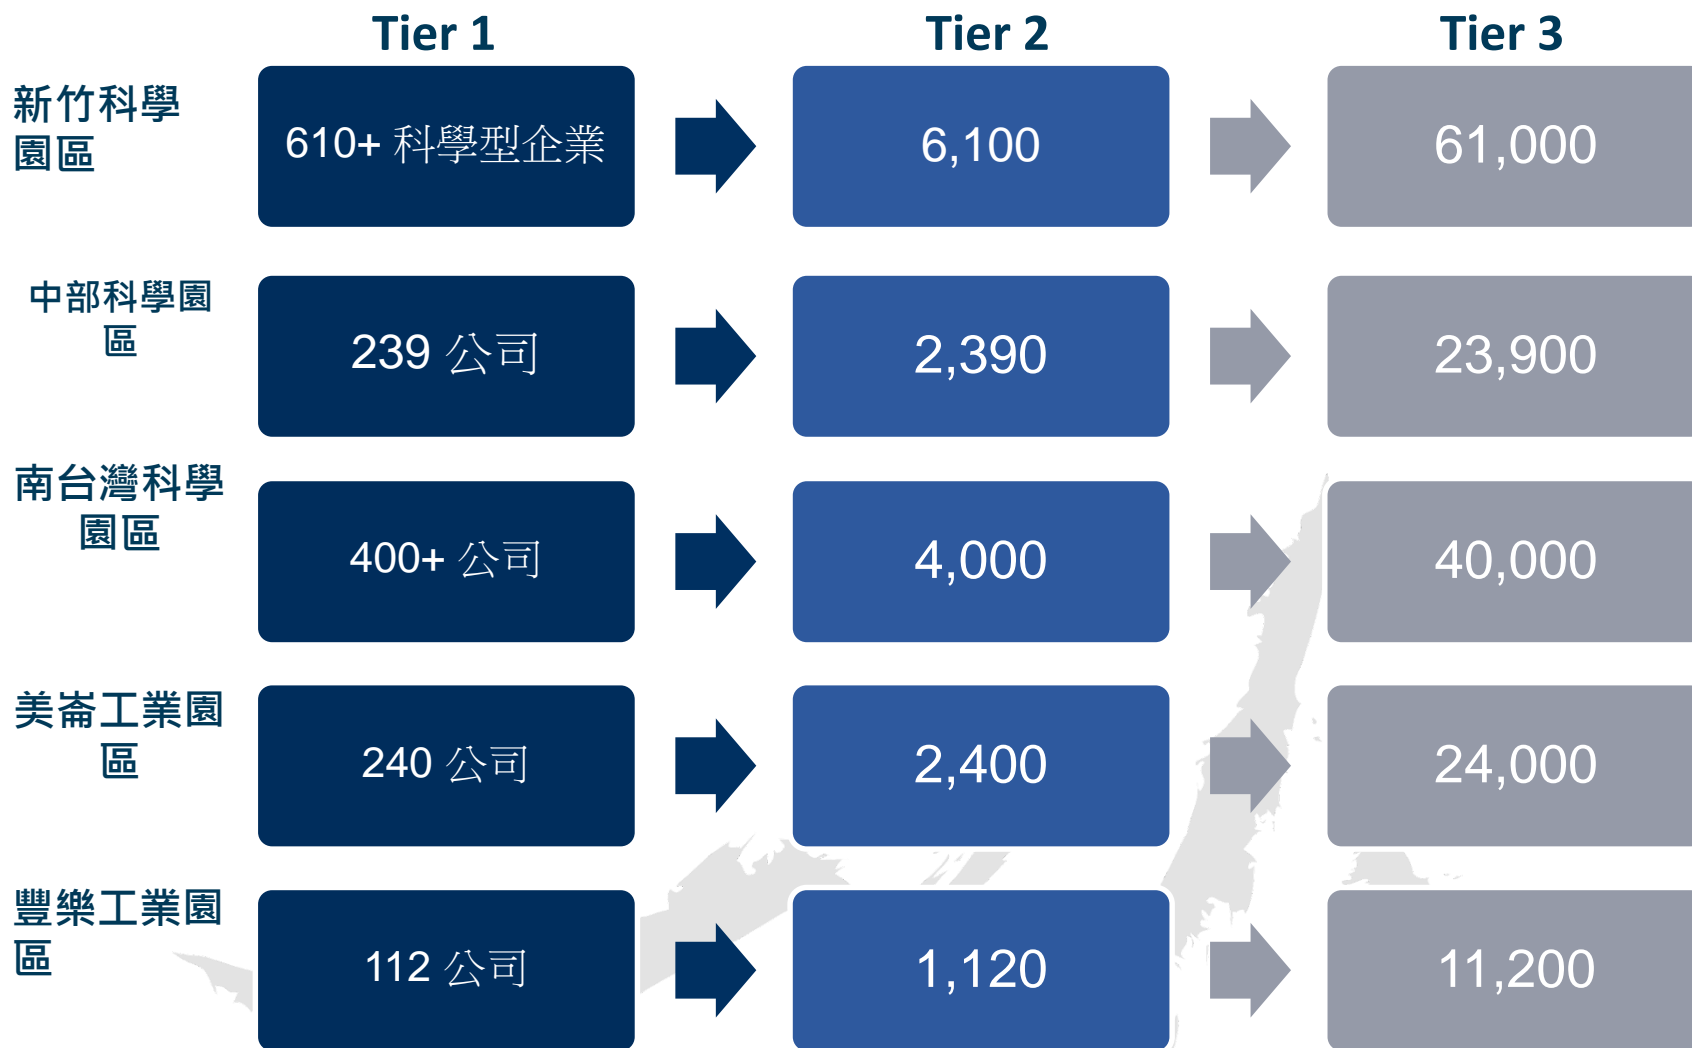 Tier 1
Tier 2
Tier 3
新竹科學
園區
610+ 科學型企業
6,100
61,000
中部科學園
區
239 公司
2,390
23,900
南台灣科學
園區
400+ 公司
4,000
40,000
美崙工業園
區
240 公司
2,400
24,000
豐樂工業園
區
112 公司
1,120
11,200